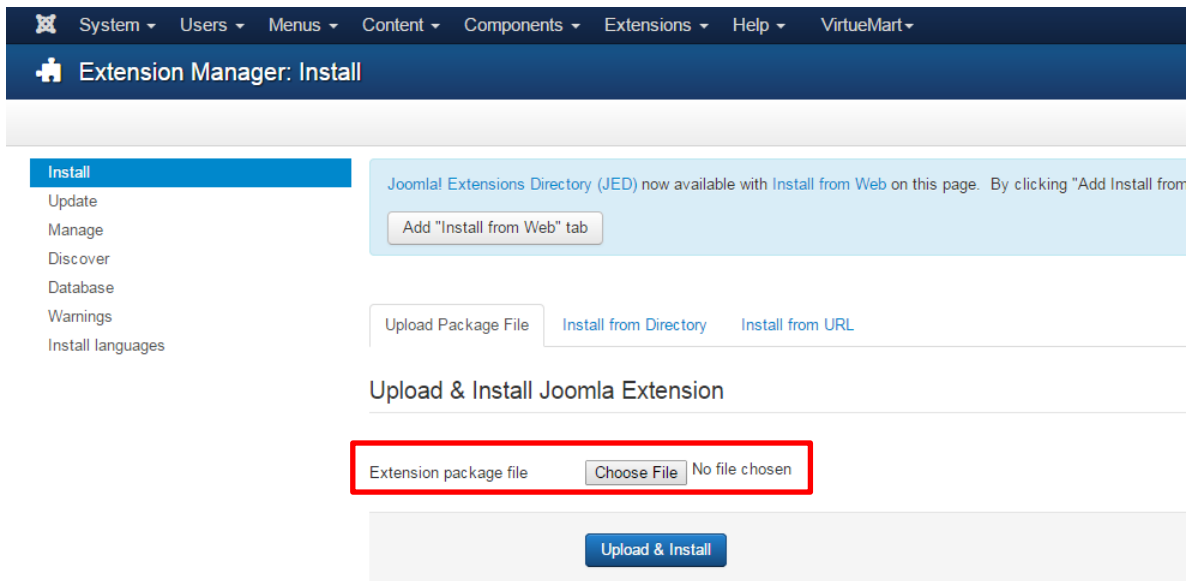 System Users Menus Content Components Extensions Help VirtueMart
Extension Manager: Install
Install
Update
Manage
Discover
Database
Warnings
Install languages
Joomla! Extensions Directory (JED) now available with Install from Web on this page. By clicking "Add Install from
Add "Install from Web" tab
Upload Package File Install from Directory Install from URL
Upload & Install Joomla Extension
Extension package file Choose File No file chosen
Upload & Install